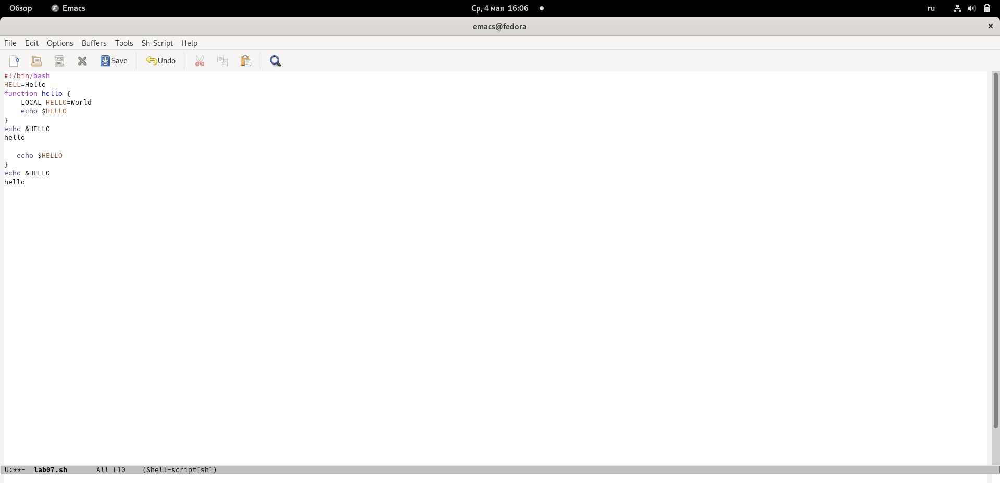 Обзор Emacs Ср, 4 мая 16:06 ru
emacs@fedora
File Edit Options Buffers Tools Sh-Script Help
Save Undo
#!/bin/bash
HELL=Hello
function hello {
    LOCAL HELLO=World
    echo $HELLO
}
echo &HELLO
hello

   echo $HELLO
}
echo &HELLO
hello
U:**-  lab07.sh       All L10    (Shell-script[sh])